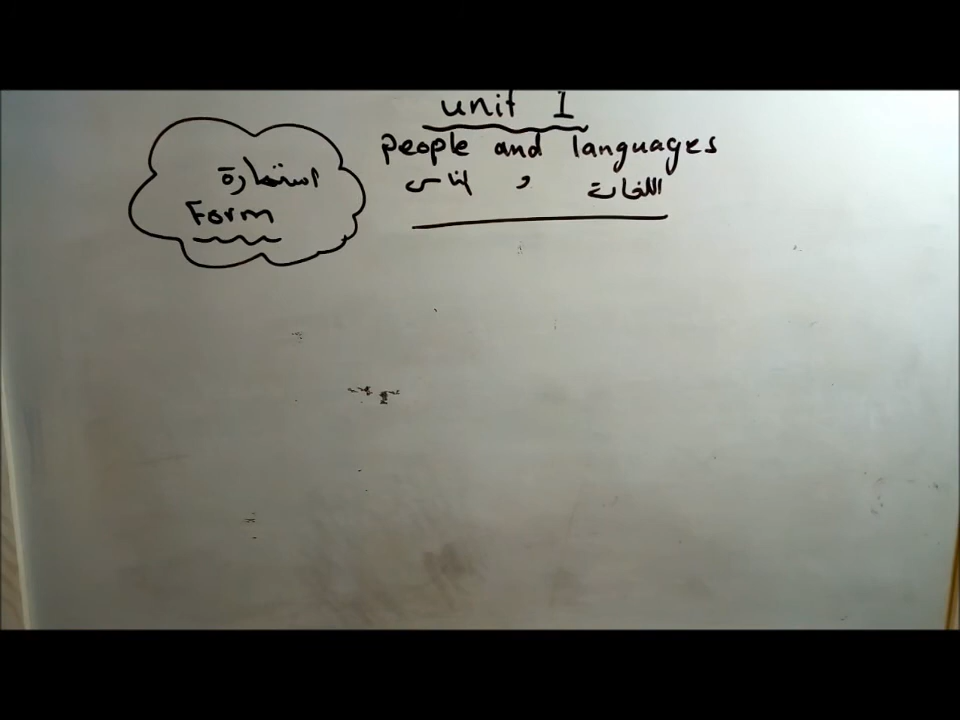 unit 1
people and languages
الناس و اللغات
استمارة
Form